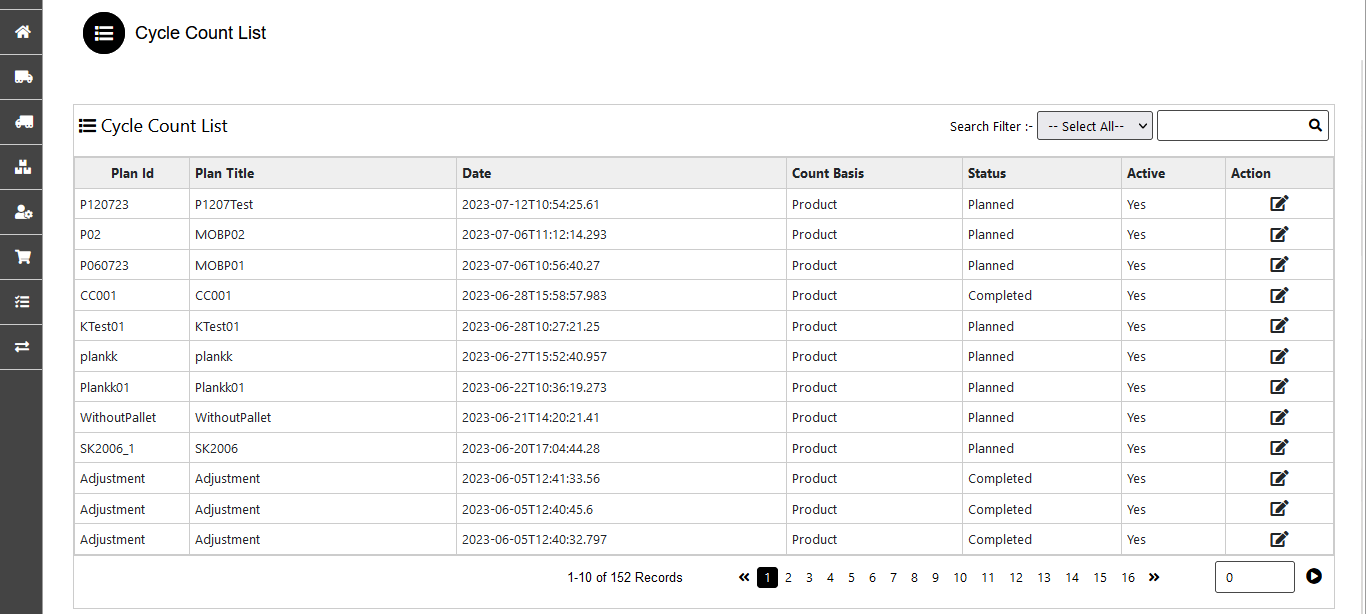 Cycle Count List
Cycle Count List Search Filter :- -- Select All--
Plan Id Plan Title Date Count Basis Status Active Action
P120723 P1207Test 2023-07-12T10:54:25.61 Product Planned Yes
P02 MOBP02 2023-07-06T11:12:14.293 Product Planned Yes
P060723 MOBP01 2023-07-06T10:56:40.27 Product Planned Yes
CC001 CC001 2023-06-28T15:58:57.983 Product Completed Yes
KTest01 KTest01 2023-06-28T10:27:21.25 Product Planned Yes
plankk plankk 2023-06-27T15:52:40.957 Product Planned Yes
Plankk01 Plankk01 2023-06-22T10:36:19.273 Product Planned Yes
WithoutPallet WithoutPallet 2023-06-21T14:20:21.41 Product Planned Yes
SK2006_1 SK2006 2023-06-20T17:04:44.28 Product Planned Yes
Adjustment Adjustment 2023-06-05T12:41:33.56 Product Completed Yes
Adjustment Adjustment 2023-06-05T12:40:45.6 Product Completed Yes
Adjustment Adjustment 2023-06-05T12:40:32.797 Product Completed Yes
1-10 of 152 Records « 1 2 3 4 5 6 7 8 9 10 11 12 13 14 15 16 » 0